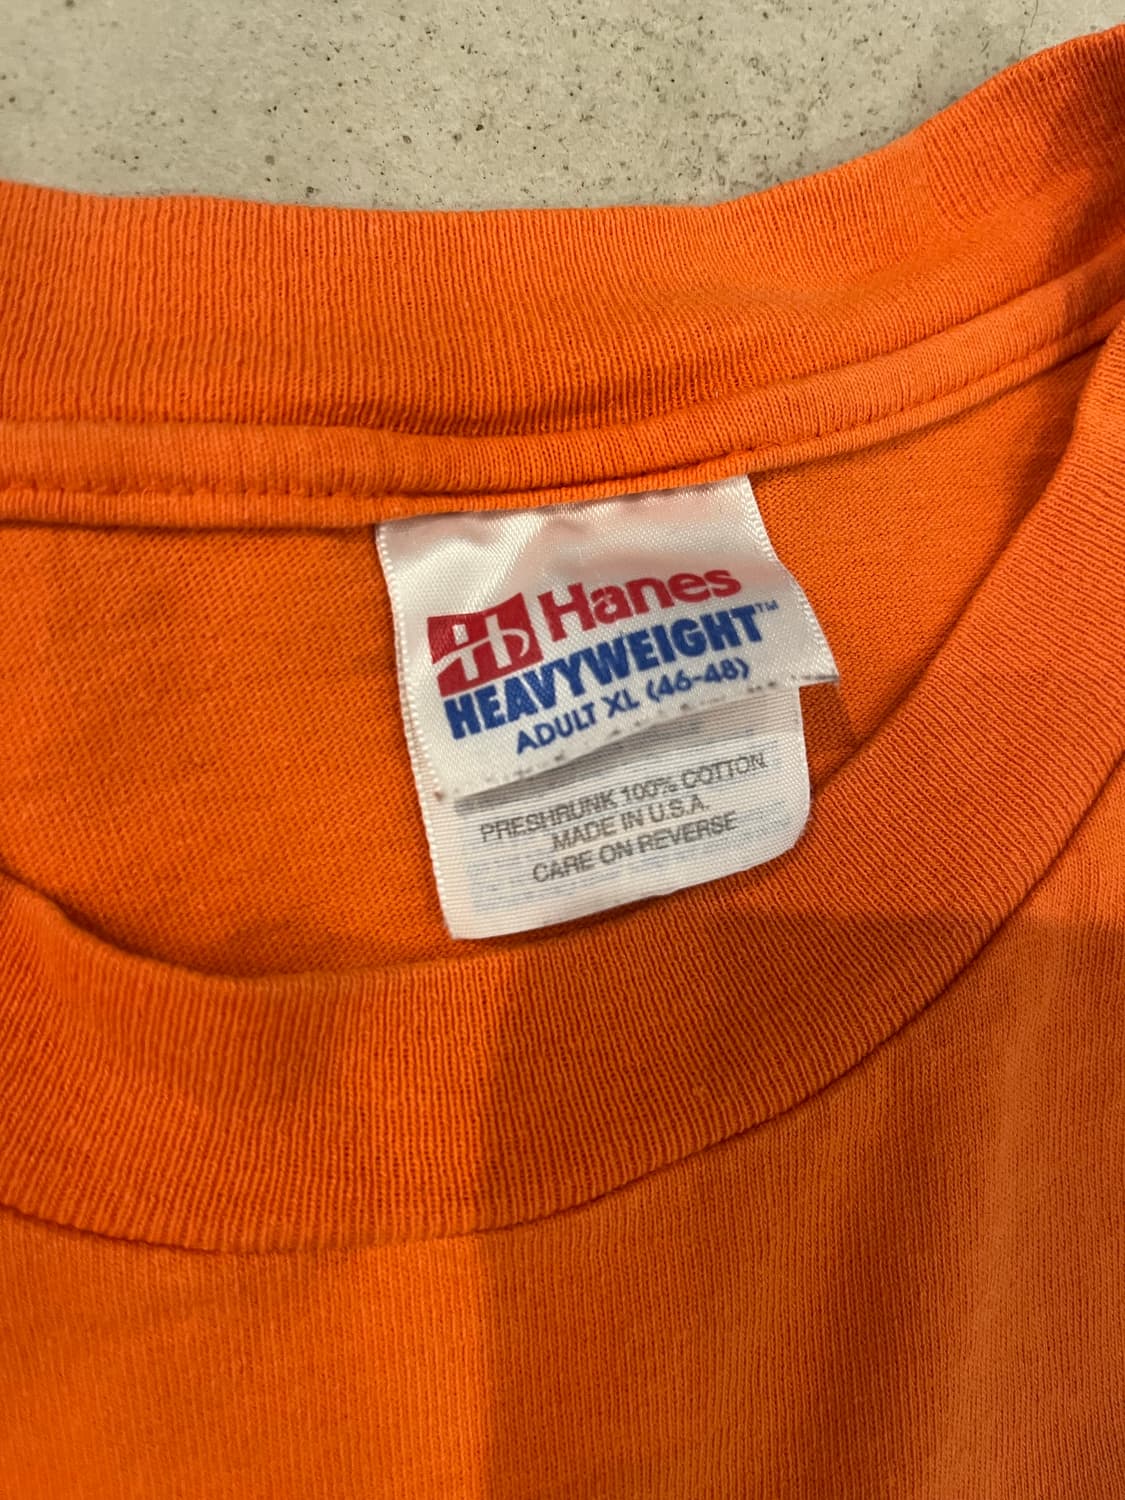 Hanes
HEAVYWEIGHT™
ADULT XL (46-48)
PRESHRUNK 100% COTTON
MADE IN U.S.A.
CARE ON REVERSE